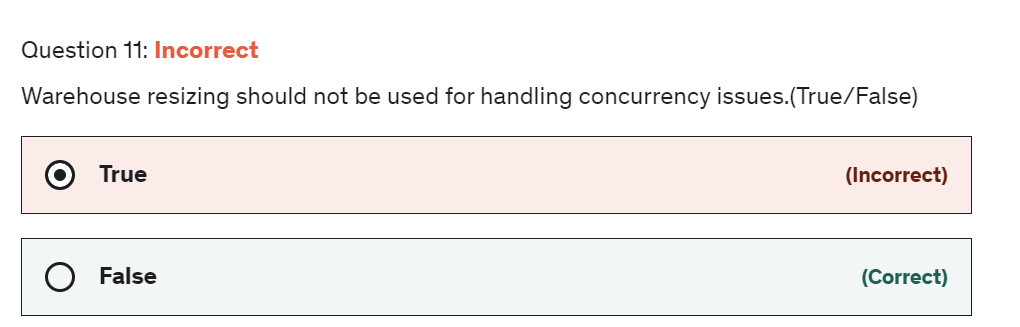 Question 11: Incorrect
Warehouse resizing should not be used for handling concurrency issues.(True/False)
True (Incorrect)
False (Correct)